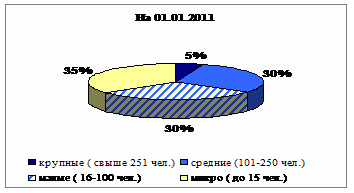 На 01.01.2011
5%
35%
30%
30%
крупные ( свыше 251 чел.) средние (101-250 чел.)
малые ( 16-100 чел.) микро ( до 15 чел.)